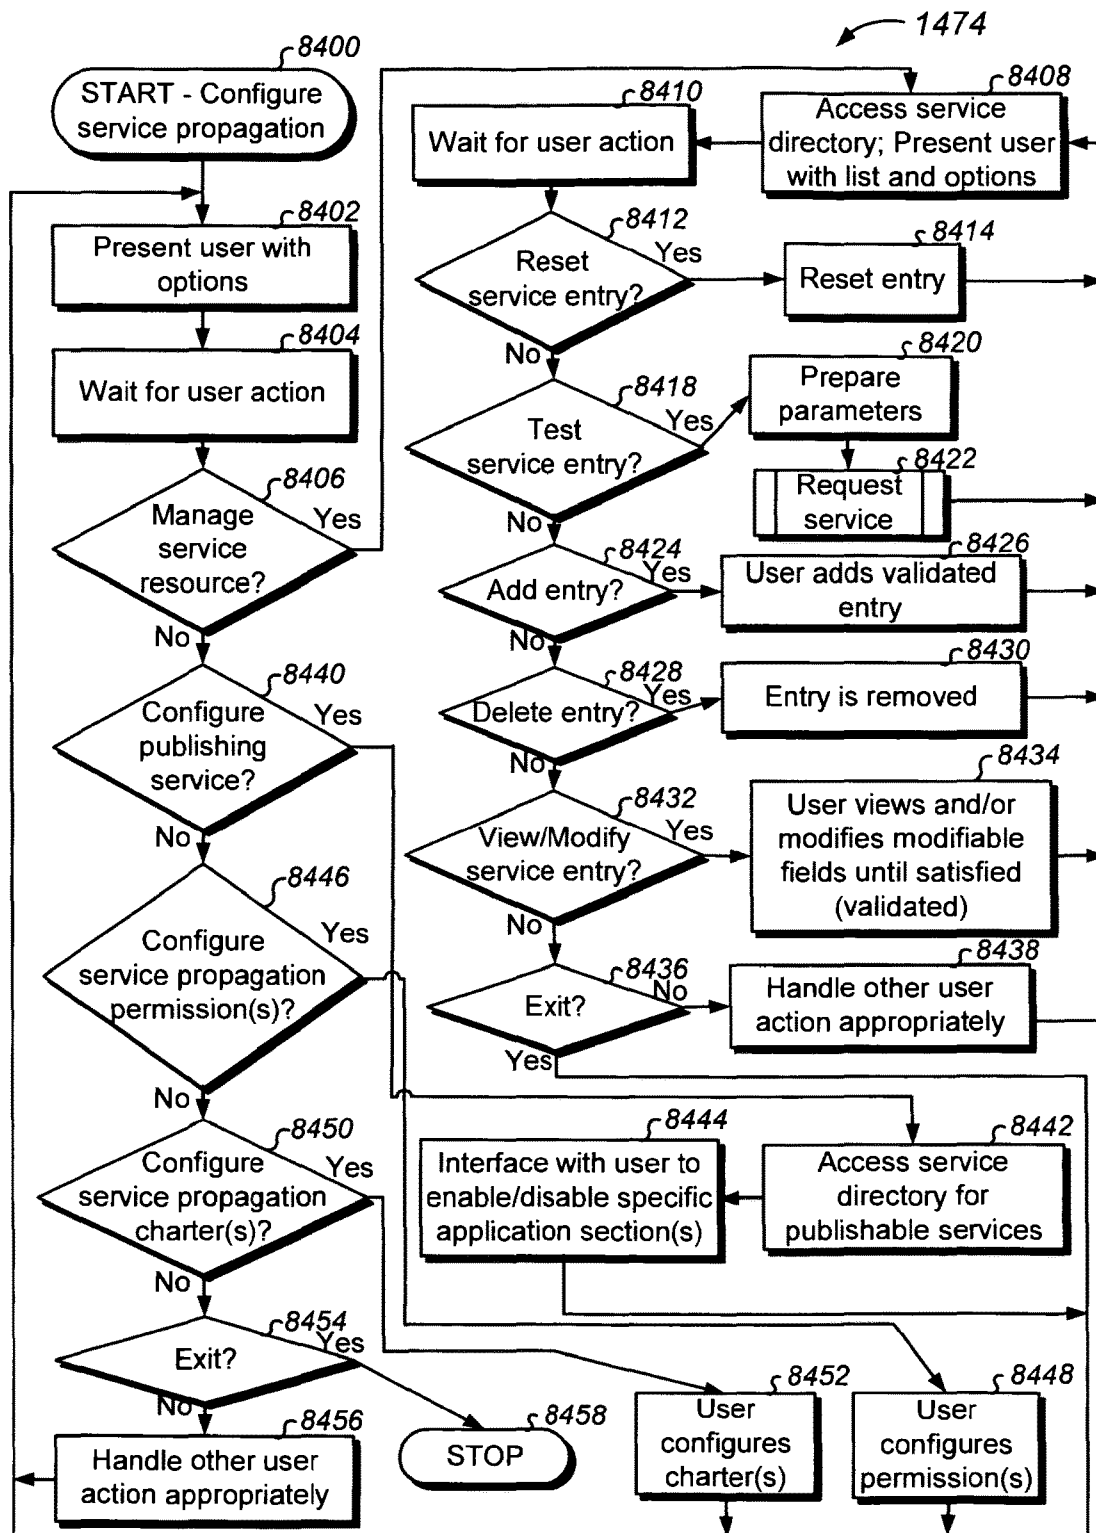 1474
8400
START - Configure
service propagation
8402
Present user with
options
8404
Wait for user action
8406
Manage
service
resource?
Yes
No
8440
Configure
publishing
service?
Yes
No
8446
Configure
service propagation
permission(s)?
Yes
No
8450
Configure
service propagation
charter(s)?
Yes
No
8454
Exit?
Yes
No
8456
Handle other user
action appropriately
8458
STOP
8408
Access service
directory; Present user
with list and options
8410
Wait for user action
8412
Reset
service entry?
Yes
No
8414
Reset entry
8418
Test
service entry?
Yes
No
8420
Prepare
parameters
8422
Request
service
8424
Add entry?
Yes
No
8426
User adds validated
entry
8428
Delete entry?
Yes
No
8430
Entry is removed
8432
View/Modify
service entry?
Yes
No
8434
User views and/or
modifies modifiable
fields until satisfied
(validated)
8436
Exit?
No
Yes
8438
Handle other user
action appropriately
8442
Access service
directory for
publishable services
8444
Interface with user to
enable/disable specific
application section(s)
8452
User
configures
charter(s)
8448
User
configures
permission(s)